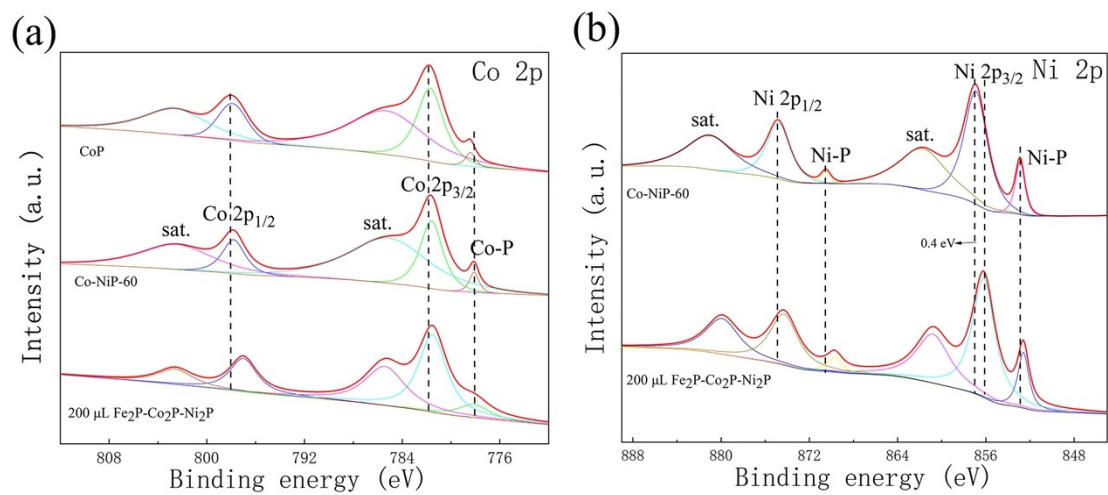 (a)
Co 2p
CoP
Co 2p3/2
Co 2p1/2
sat.
sat.
Co-P
Co-NiP-60
200 μL Fe2P-Co2P-Ni2P
808 800 792 784 776
Binding energy (eV)
Intensity (a.u.)
(b)
Ni 2p3/2 Ni 2p
Ni 2p1/2
sat.
sat.
Ni-P
Ni-P
Co-NiP-60
0.4 eV
200 μL Fe2P-Co2P-Ni2P
888 880 872 864 856 848
Binding energy (eV)
Intensity (a.u.)